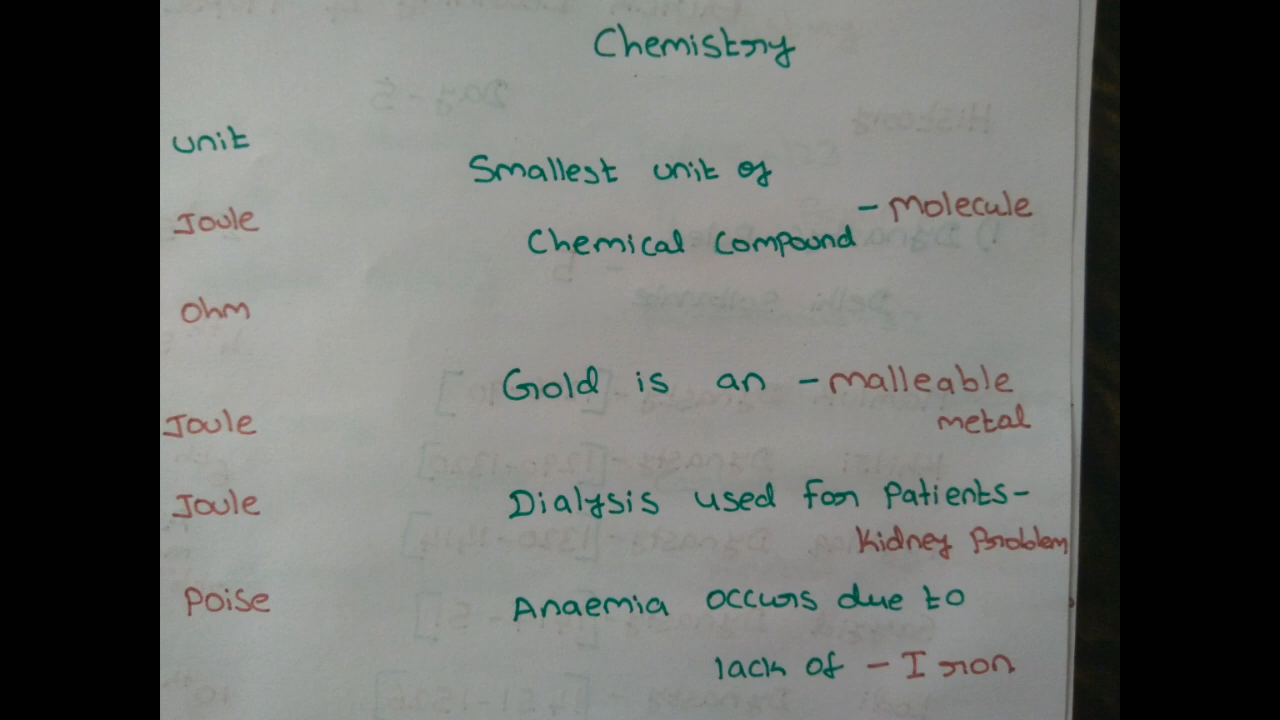 Chemistry
unit
Joule
Ohm
Joule
Joule
Poise
Smallest unit of
- Molecule
Chemical Compound
Gold is an - malleable
metal
Dialysis used for patients-
Kidney Problem
Anaemia occurs due to
lack of - Iron